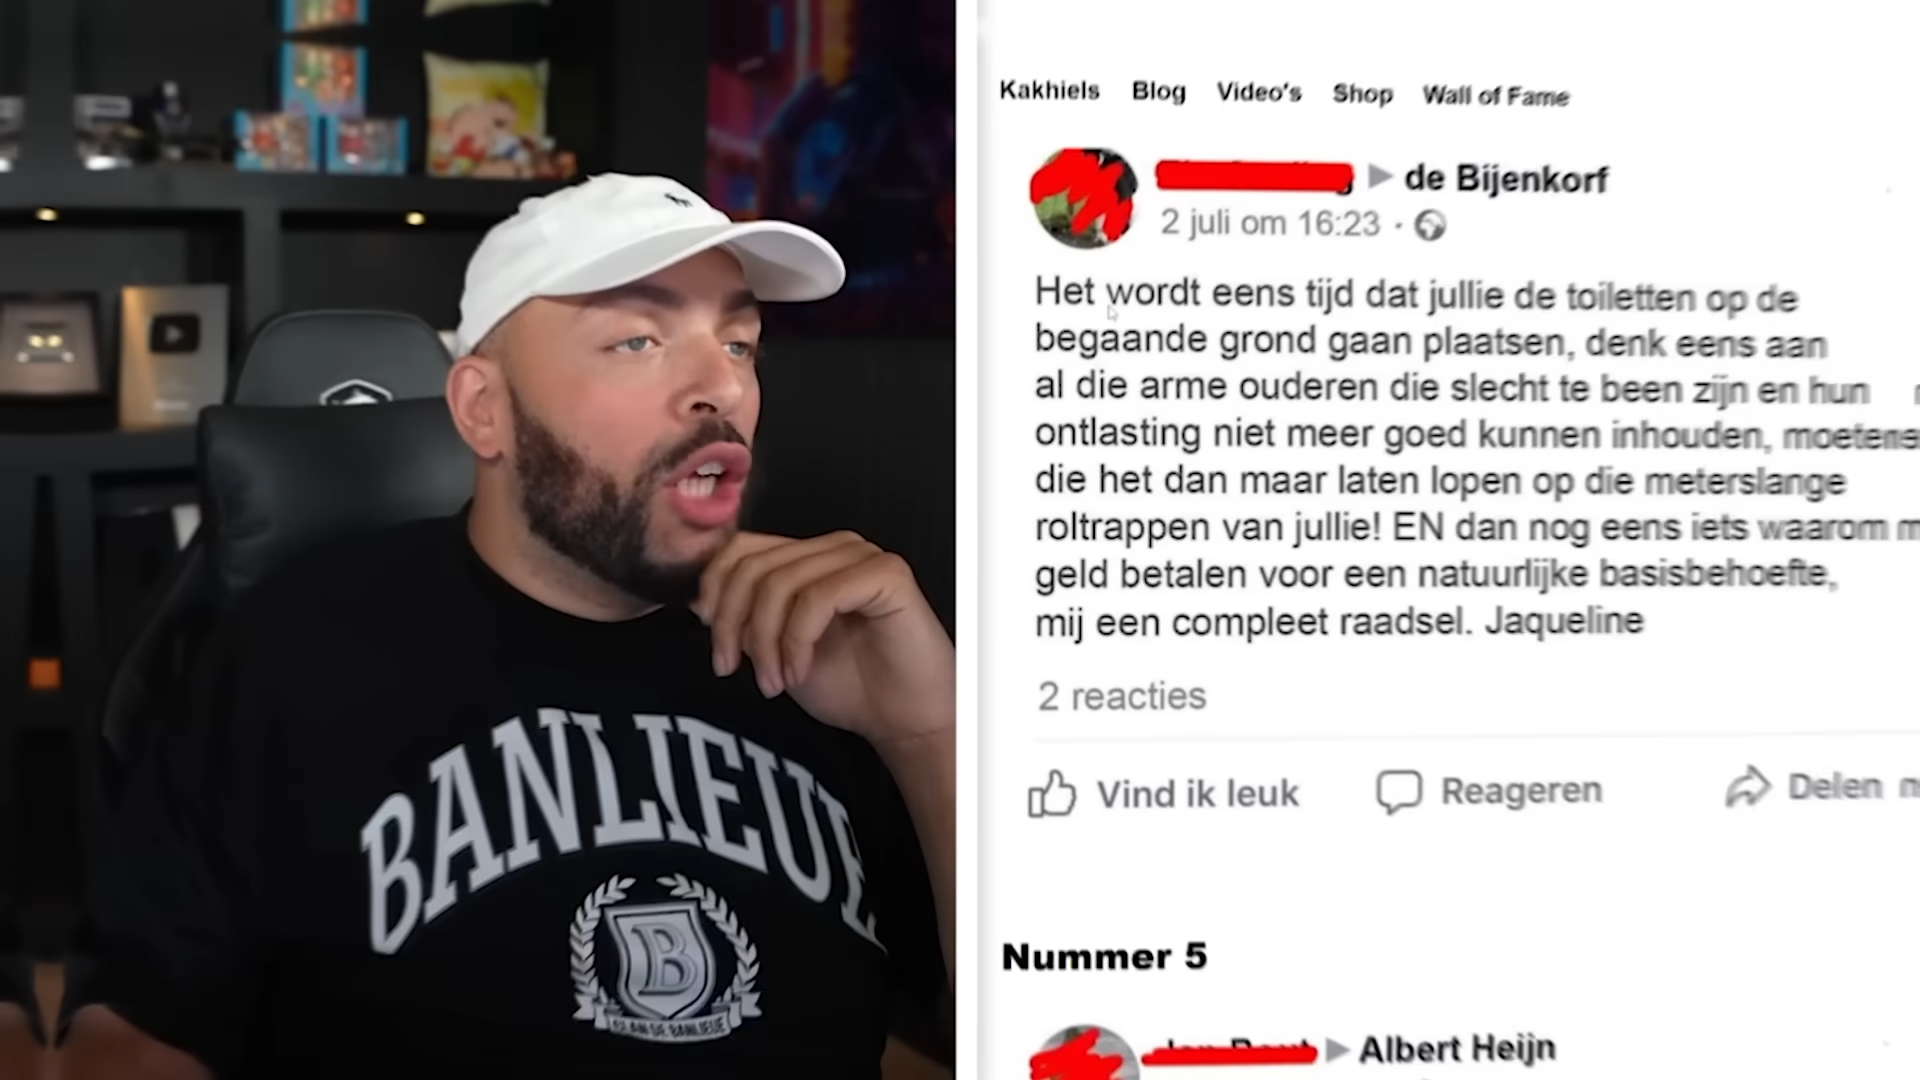 Kakhiels Blog Video's Shop Wall of Fame
de Bijenkorf
2 juli om 16:23
Het wordt eens tijd dat jullie de toiletten op de
begaande grond gaan plaatsen, denk eens aan
al die arme ouderen die slecht te been zijn en hun
ontlasting niet meer goed kunnen inhouden,
die het dan maar laten lopen op die meterslange
roltrappen van jullie! EN dan nog eens iets waarom
geld betalen voor een natuurlijke basisbehoefte,
mij een compleet raadsel. Jaqueline
2 reacties
Vind ik leuk Reageren Delen
Nummer 5
Albert Heijn
BANLIEUE
B